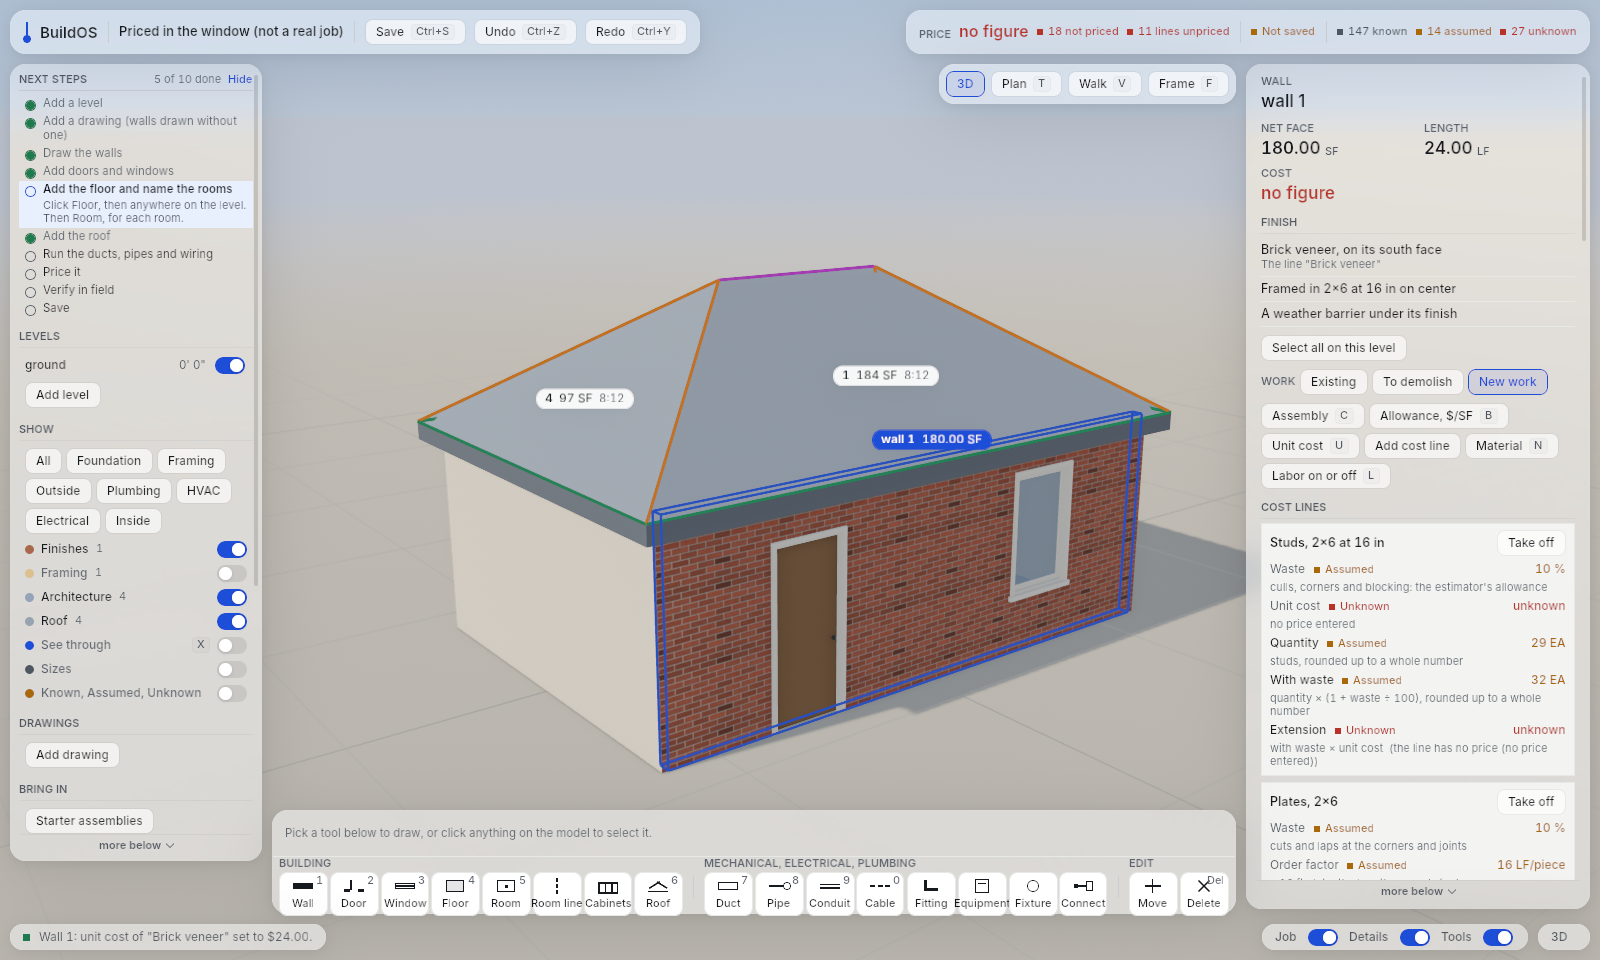 BuildOS
Priced in the window (not a real job)
Save Ctrl+S
Undo Ctrl+Z
Redo Ctrl+Y
PRICE no figure 18 not priced 11 lines unpriced Not saved 147 known 14 assumed 27 unknown
NEXT STEPS 5 of 10 done Hide
Add a level
Add a drawing (walls drawn without
one)
Draw the walls
Add doors and windows
Add the floor and name the rooms
Click Floor, then anywhere on the level.
Then Room, for each room.
Add the roof
Run the ducts, pipes and wiring
Price it
Verify in field
Save
LEVELS
ground 0' 0"
Add level
SHOW
All Foundation Framing
Outside Plumbing HVAC
Electrical Inside
Finishes 1
Framing 1
Architecture 4
Roof 4
See through X
Sizes
Known, Assumed, Unknown
DRAWINGS
Add drawing
BRING IN
Starter assemblies
more below
3D Plan T Walk V Frame F
1 184 SF 8:12
4 97 SF 8:12
wall 1 180.00 SF
WALL
wall 1
NET FACE LENGTH
180.00 SF 24.00 LF
COST
no figure
FINISH
Brick veneer, on its south face
The line "Brick veneer"
Framed in 2×6 at 16 in on center
A weather barrier under its finish
Select all on this level
WORK Existing To demolish New work
Assembly C Allowance, $/SF B
Unit cost U Add cost line Material N
Labor on or off L
COST LINES
Studs, 2×6 at 16 in Take off
Waste Assumed 10 %
culls, corners and blocking: the estimator's allowance
Unit cost Unknown unknown
no price entered
Quantity Assumed 29 EA
studs, rounded up to a whole number
With waste Assumed 32 EA
quantity × (1 + waste ÷ 100), rounded up to a whole
number
Extension Unknown unknown
with waste × unit cost (the line has no price (no price
entered))
Plates, 2×6 Take off
Waste Assumed 10 %
cuts and laps at the corners and joints
Order factor Assumed 16 LF/piece
more below
Pick a tool below to draw, or click anything on the model to select it.
BUILDING MECHANICAL, ELECTRICAL, PLUMBING EDIT
1 2 3 4 5 6 7 8 9 0 Del
Wall Door Window Floor Room Room line Cabinets Roof Duct Pipe Conduit Cable Fitting Equipment Fixture Connect Move Delete
Wall 1: unit cost of "Brick veneer" set to $24.00.
Job Details Tools 3D